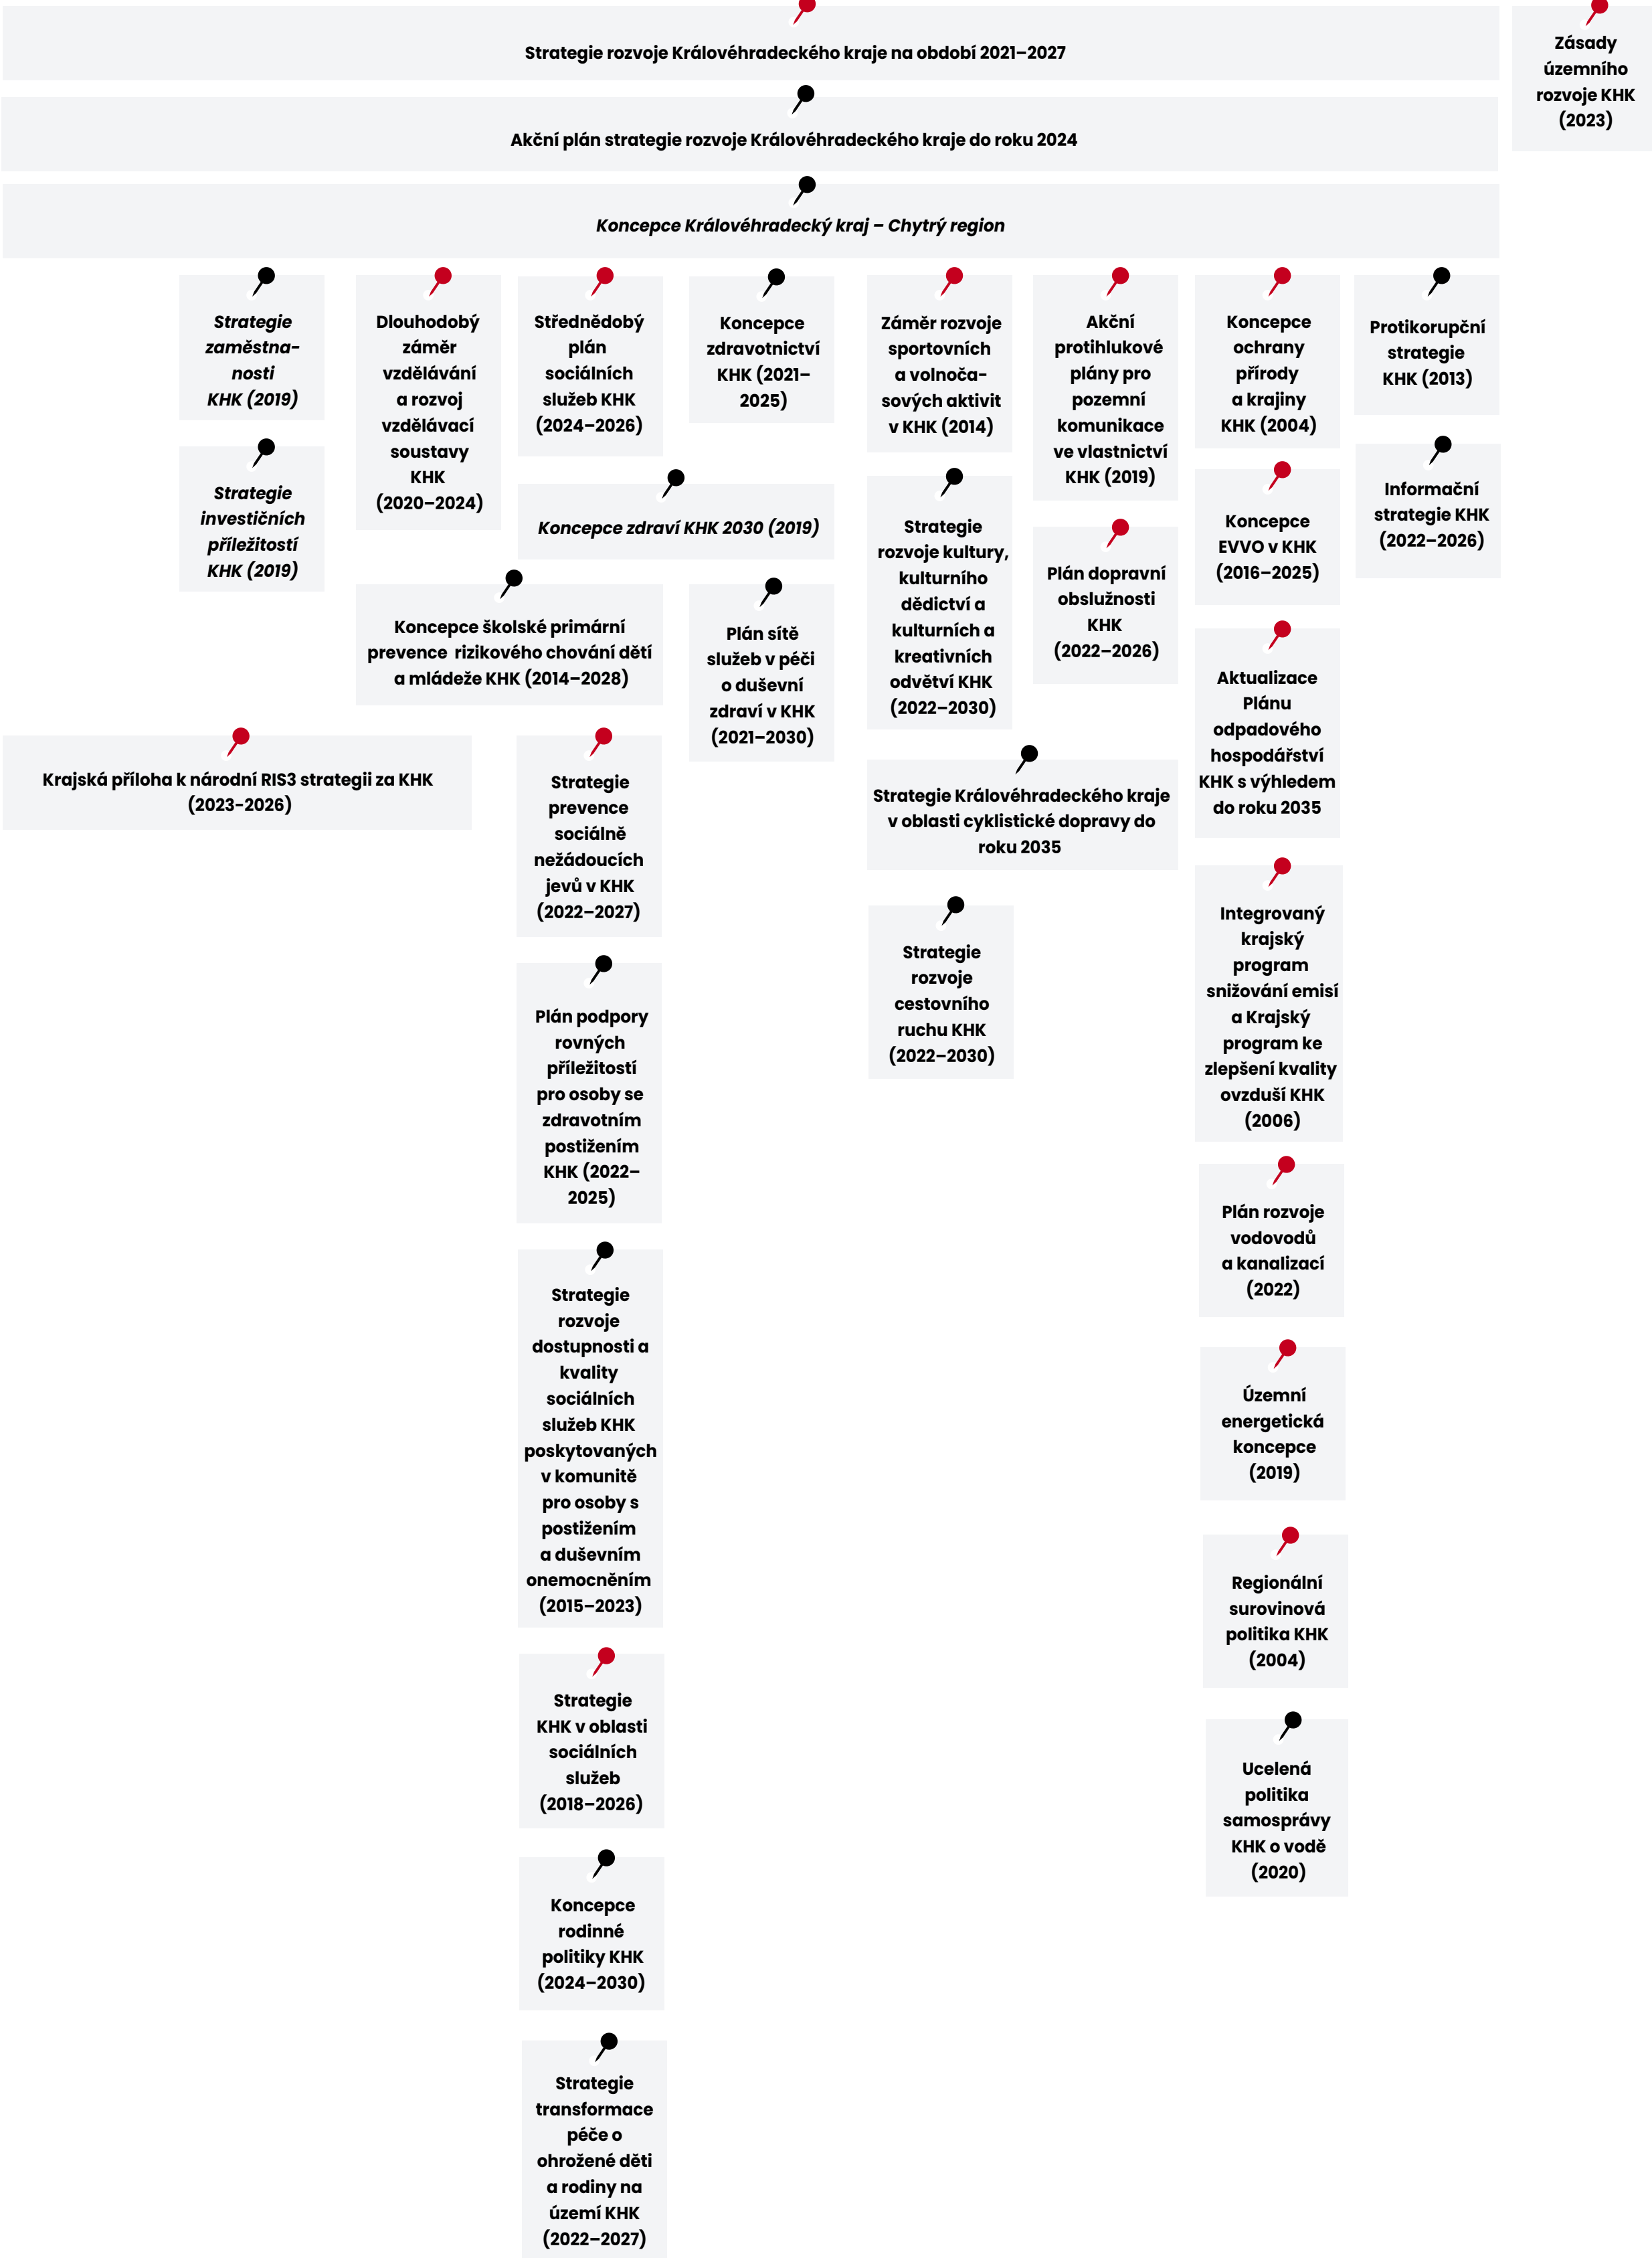 Strategie rozvoje Královéhradeckého kraje na období 2021–2027
Zásady
územního
rozvoje KHK
(2023)
Akční plán strategie rozvoje Královéhradeckého kraje do roku 2024
Koncepce Královéhradecký kraj – Chytrý region
Strategie
zaměstna-
nosti
KHK (2019)
Strategie
investičních
příležitostí
KHK (2019)
Dlouhodobý
záměr
vzdělávání
a rozvoj
vzdělávací
soustavy
KHK
(2020–2024)
Střednědobý
plán
sociálních
služeb KHK
(2024–2026)
Koncepce
zdravotnictví
KHK (2021–
2025)
Koncepce zdraví KHK 2030 (2019)
Koncepce školské primární
prevence rizikového chování dětí
a mládeže KHK (2014–2028)
Plán sítě
služeb v péči
o duševní
zdraví v KHK
(2021–2030)
Krajská příloha k národní RIS3 strategii za KHK
(2023-2026)
Strategie
prevence
sociálně
nežádoucích
jevů v KHK
(2022–2027)
Plán podpory
rovných
příležitostí
pro osoby se
zdravotním
postižením
KHK (2022–
2025)
Strategie
rozvoje
dostupnosti a
kvality
sociálních
služeb KHK
poskytovaných
v komunitě
pro osoby s
postižením
a duševním
onemocněním
(2015–2023)
Strategie
KHK v oblasti
sociálních
služeb
(2018–2026)
Koncepce
rodinné
politiky KHK
(2024–2030)
Strategie
transformace
péče o
ohrožené děti
a rodiny na
území KHK
(2022–2027)
Záměr rozvoje
sportovních
a volnoča-
sových aktivit
v KHK (2014)
Strategie
rozvoje kultury,
kulturního
dědictví a
kulturních a
kreativních
odvětví KHK
(2022–2030)
Akční
protihlukové
plány pro
pozemní
komunikace
ve vlastnictví
KHK (2019)
Plán dopravní
obslužnosti
KHK
(2022–2026)
Strategie Královéhradeckého kraje
v oblasti cyklistické dopravy do
roku 2035
Strategie
rozvoje
cestovního
ruchu KHK
(2022–2030)
Koncepce
ochrany
přírody
a krajiny
KHK (2004)
Koncepce
EVVO v KHK
(2016–2025)
Aktualizace
Plánu
odpadového
hospodářství
KHK s výhledem
do roku 2035
Integrovaný
krajský
program
snižování emisí
a Krajský
program ke
zlepšení kvality
ovzduší KHK
(2006)
Plán rozvoje
vodovodů
a kanalizací
(2022)
Územní
energetická
koncepce
(2019)
Regionální
surovinová
politika KHK
(2004)
Ucelená
politika
samosprávy
KHK o vodě
(2020)
Protikorupční
strategie
KHK (2013)
Informační
strategie KHK
(2022–2026)